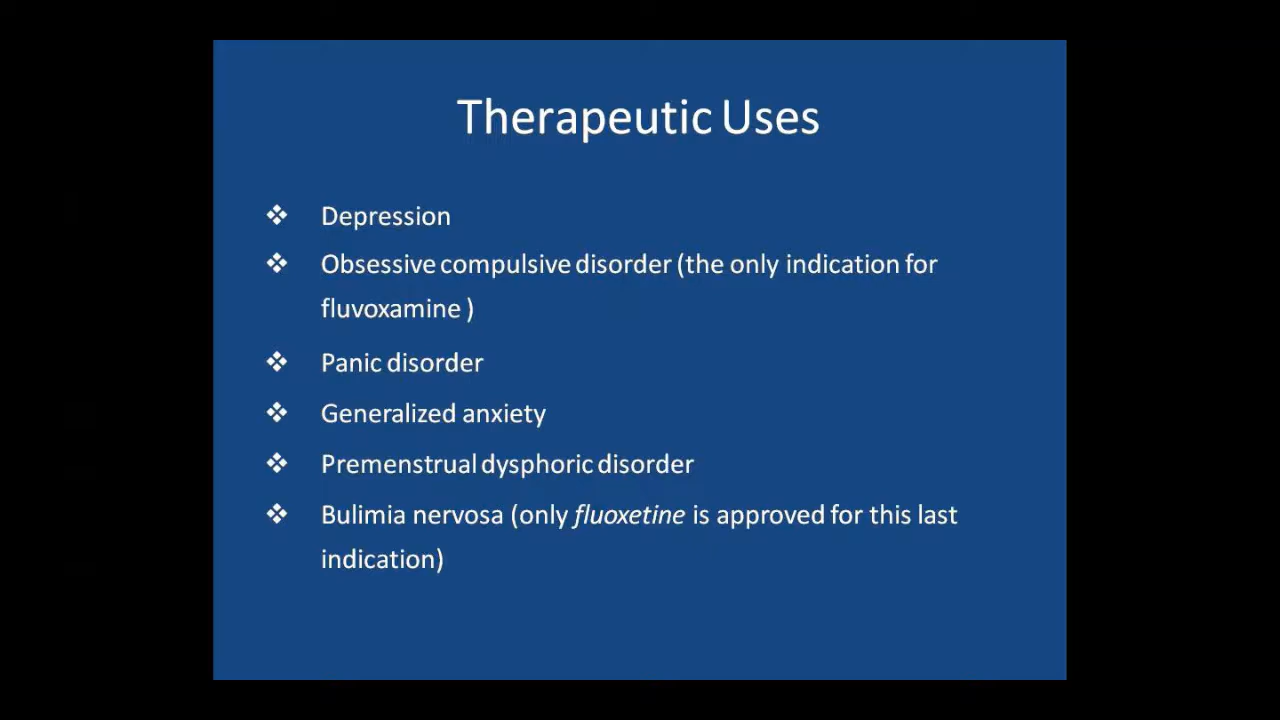 Therapeutic Uses
❖ Depression
❖ Obsessive compulsive disorder (the only indication for
fluvoxamine )
❖ Panic disorder
❖ Generalized anxiety
❖ Premenstrual dysphoric disorder
❖ Bulimia nervosa (only fluoxetine is approved for this last
indication)